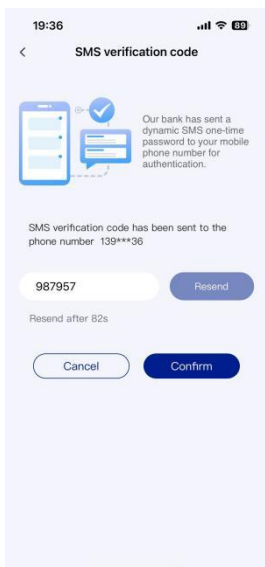 19:36
89
SMS verification code
Our bank has sent a
dynamic SMS one-time
password to your mobile
phone number for
authentication.
SMS verification code has been sent to the
phone number 139***36
987957
Resend
Resend after 82s
Cancel
Confirm